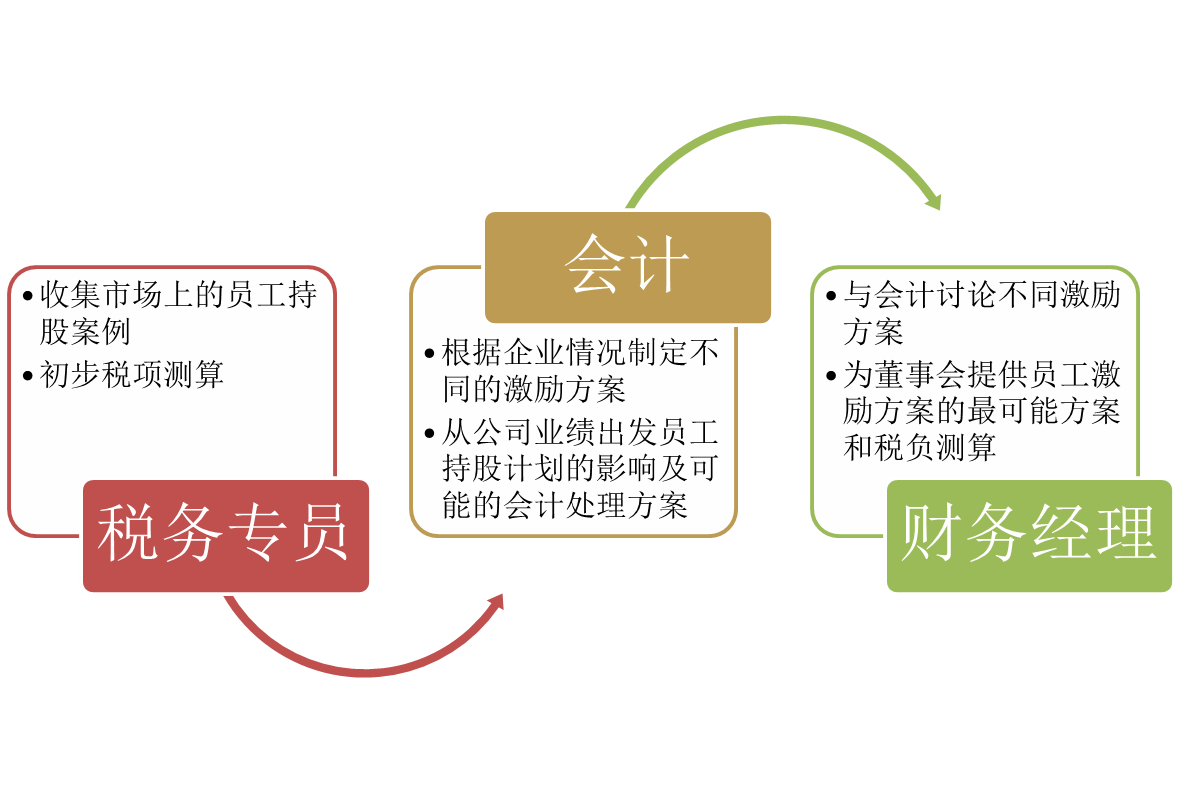 • 收集市场上的员工持
股案例
• 初步税项测算
税务专员
会计
• 根据企业情况制定不
同的激励方案
• 从公司业绩出发员工
持股计划的影响及可
能的会计处理方案
• 与会计讨论不同激励
方案
• 为董事会提供员工激
励方案的最可能方案
和税负测算
财务经理